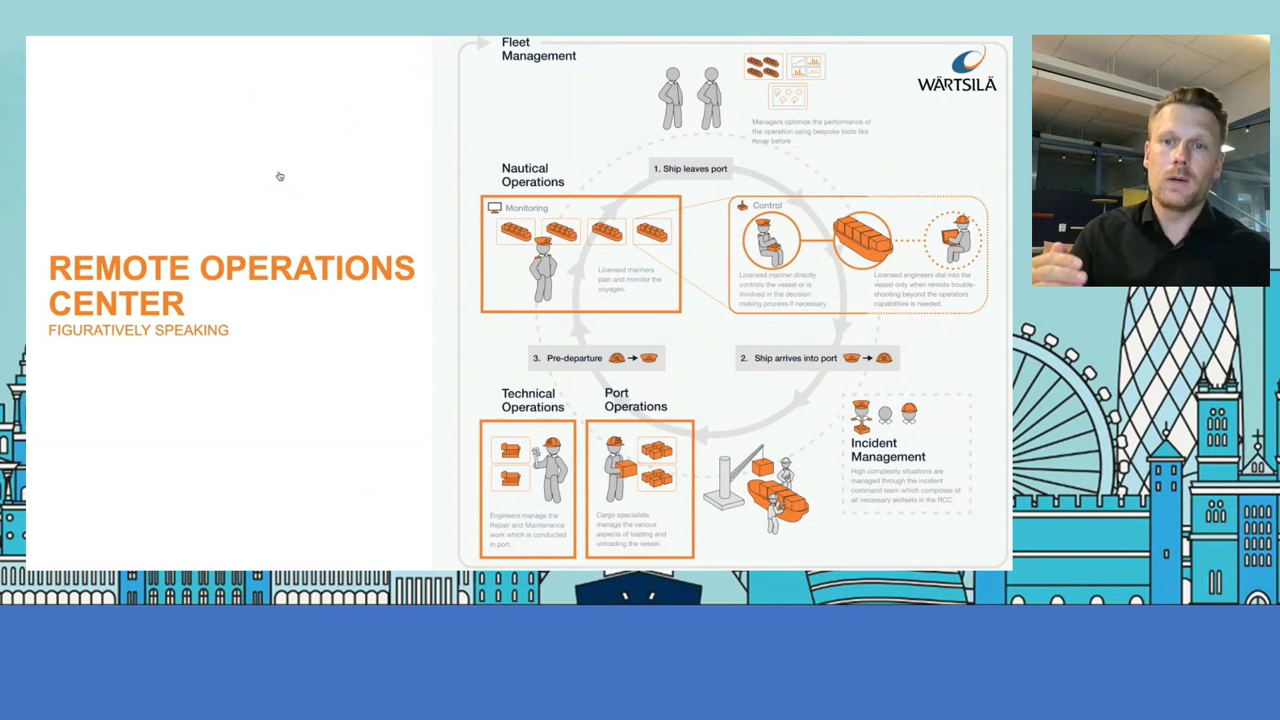 REMOTE OPERATIONS
CENTER
FIGURATIVELY SPEAKING
Fleet
Management
WÄRTSILÄ
Managers optimize the performance of
the operation using bespoke tools like
never before
1. Ship leaves port
Nautical
Operations
Monitoring
Licensed mariners
plan and monitor the
voyages.
Control
Licensed mariner directly
controls the vessel or is
involved in the decision
making process if necessary.
Licensed engineers dial into the
vessel only when remote trouble-
shooting beyond the operators
capabilities is needed.
3. Pre-departure
2. Ship arrives into port
Technical
Operations
Engineers manage the
Repair and Maintenance
work which is conducted
in port.
Port
Operations
Cargo specialists
manage the various
aspects of loading and
unloading the vessel.
Incident
Management
High complexity situations are
managed through the incident
command team which comprises of
all necessary skillsets in the RCC.